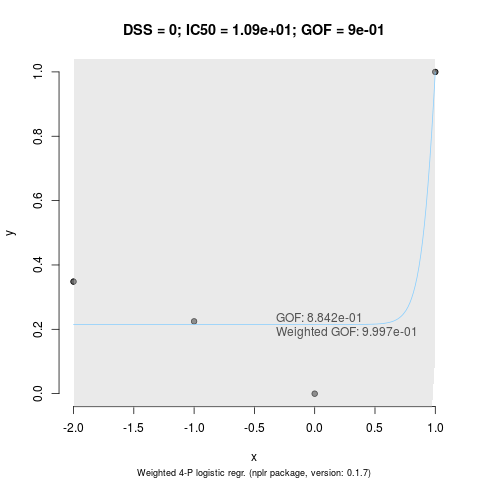 DSS = 0; IC50 = 1.09e+01; GOF = 9e-01
1.0
0.8
0.6
y
0.4
GOF: 8.842e-01
0.2
Weighted GOF: 9.997e-01
0.0
-2.0 -1.5 -1.0 -0.5 0.0 0.5 1.0
x
Weighted 4-P logistic regr. (nplr package, version: 0.1.7)